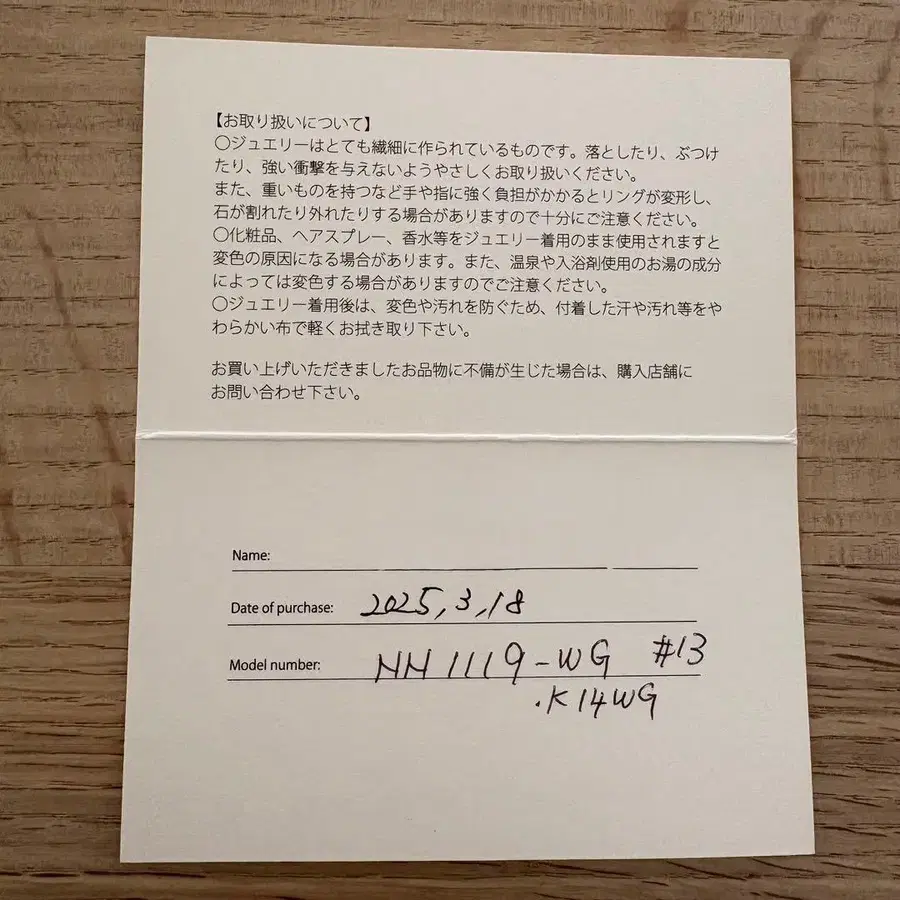 【お取り扱いについて】
○ジュエリーはとても繊細に作られているものです。落としたり、ぶつけ
たり、強い衝撃を与えないようやさしくお取り扱いください。
また、重いものを持つなど手や指に強く負担がかかるとリングが変形し、
石が割れたり外れたりする場合がありますので十分にご注意ください。
○化粧品、ヘアスプレー、香水等をジュエリー着用のまま使用されますと
変色の原因になる場合があります。また、温泉や入浴剤使用のお湯の成分
によっては変色する場合がありますのでご注意ください。
○ジュエリー着用後は、変色や汚れを防ぐため、付着した汗や汚れ等をや
わらかい布で軽くお拭き取り下さい。
お買い上げいただきましたお品物に不備が生じた場合は、購入店舗に
お問い合わせ下さい。
Name:
Date of purchase: 2025,3,18
Model number: HH1119-WG #13
.K14WG